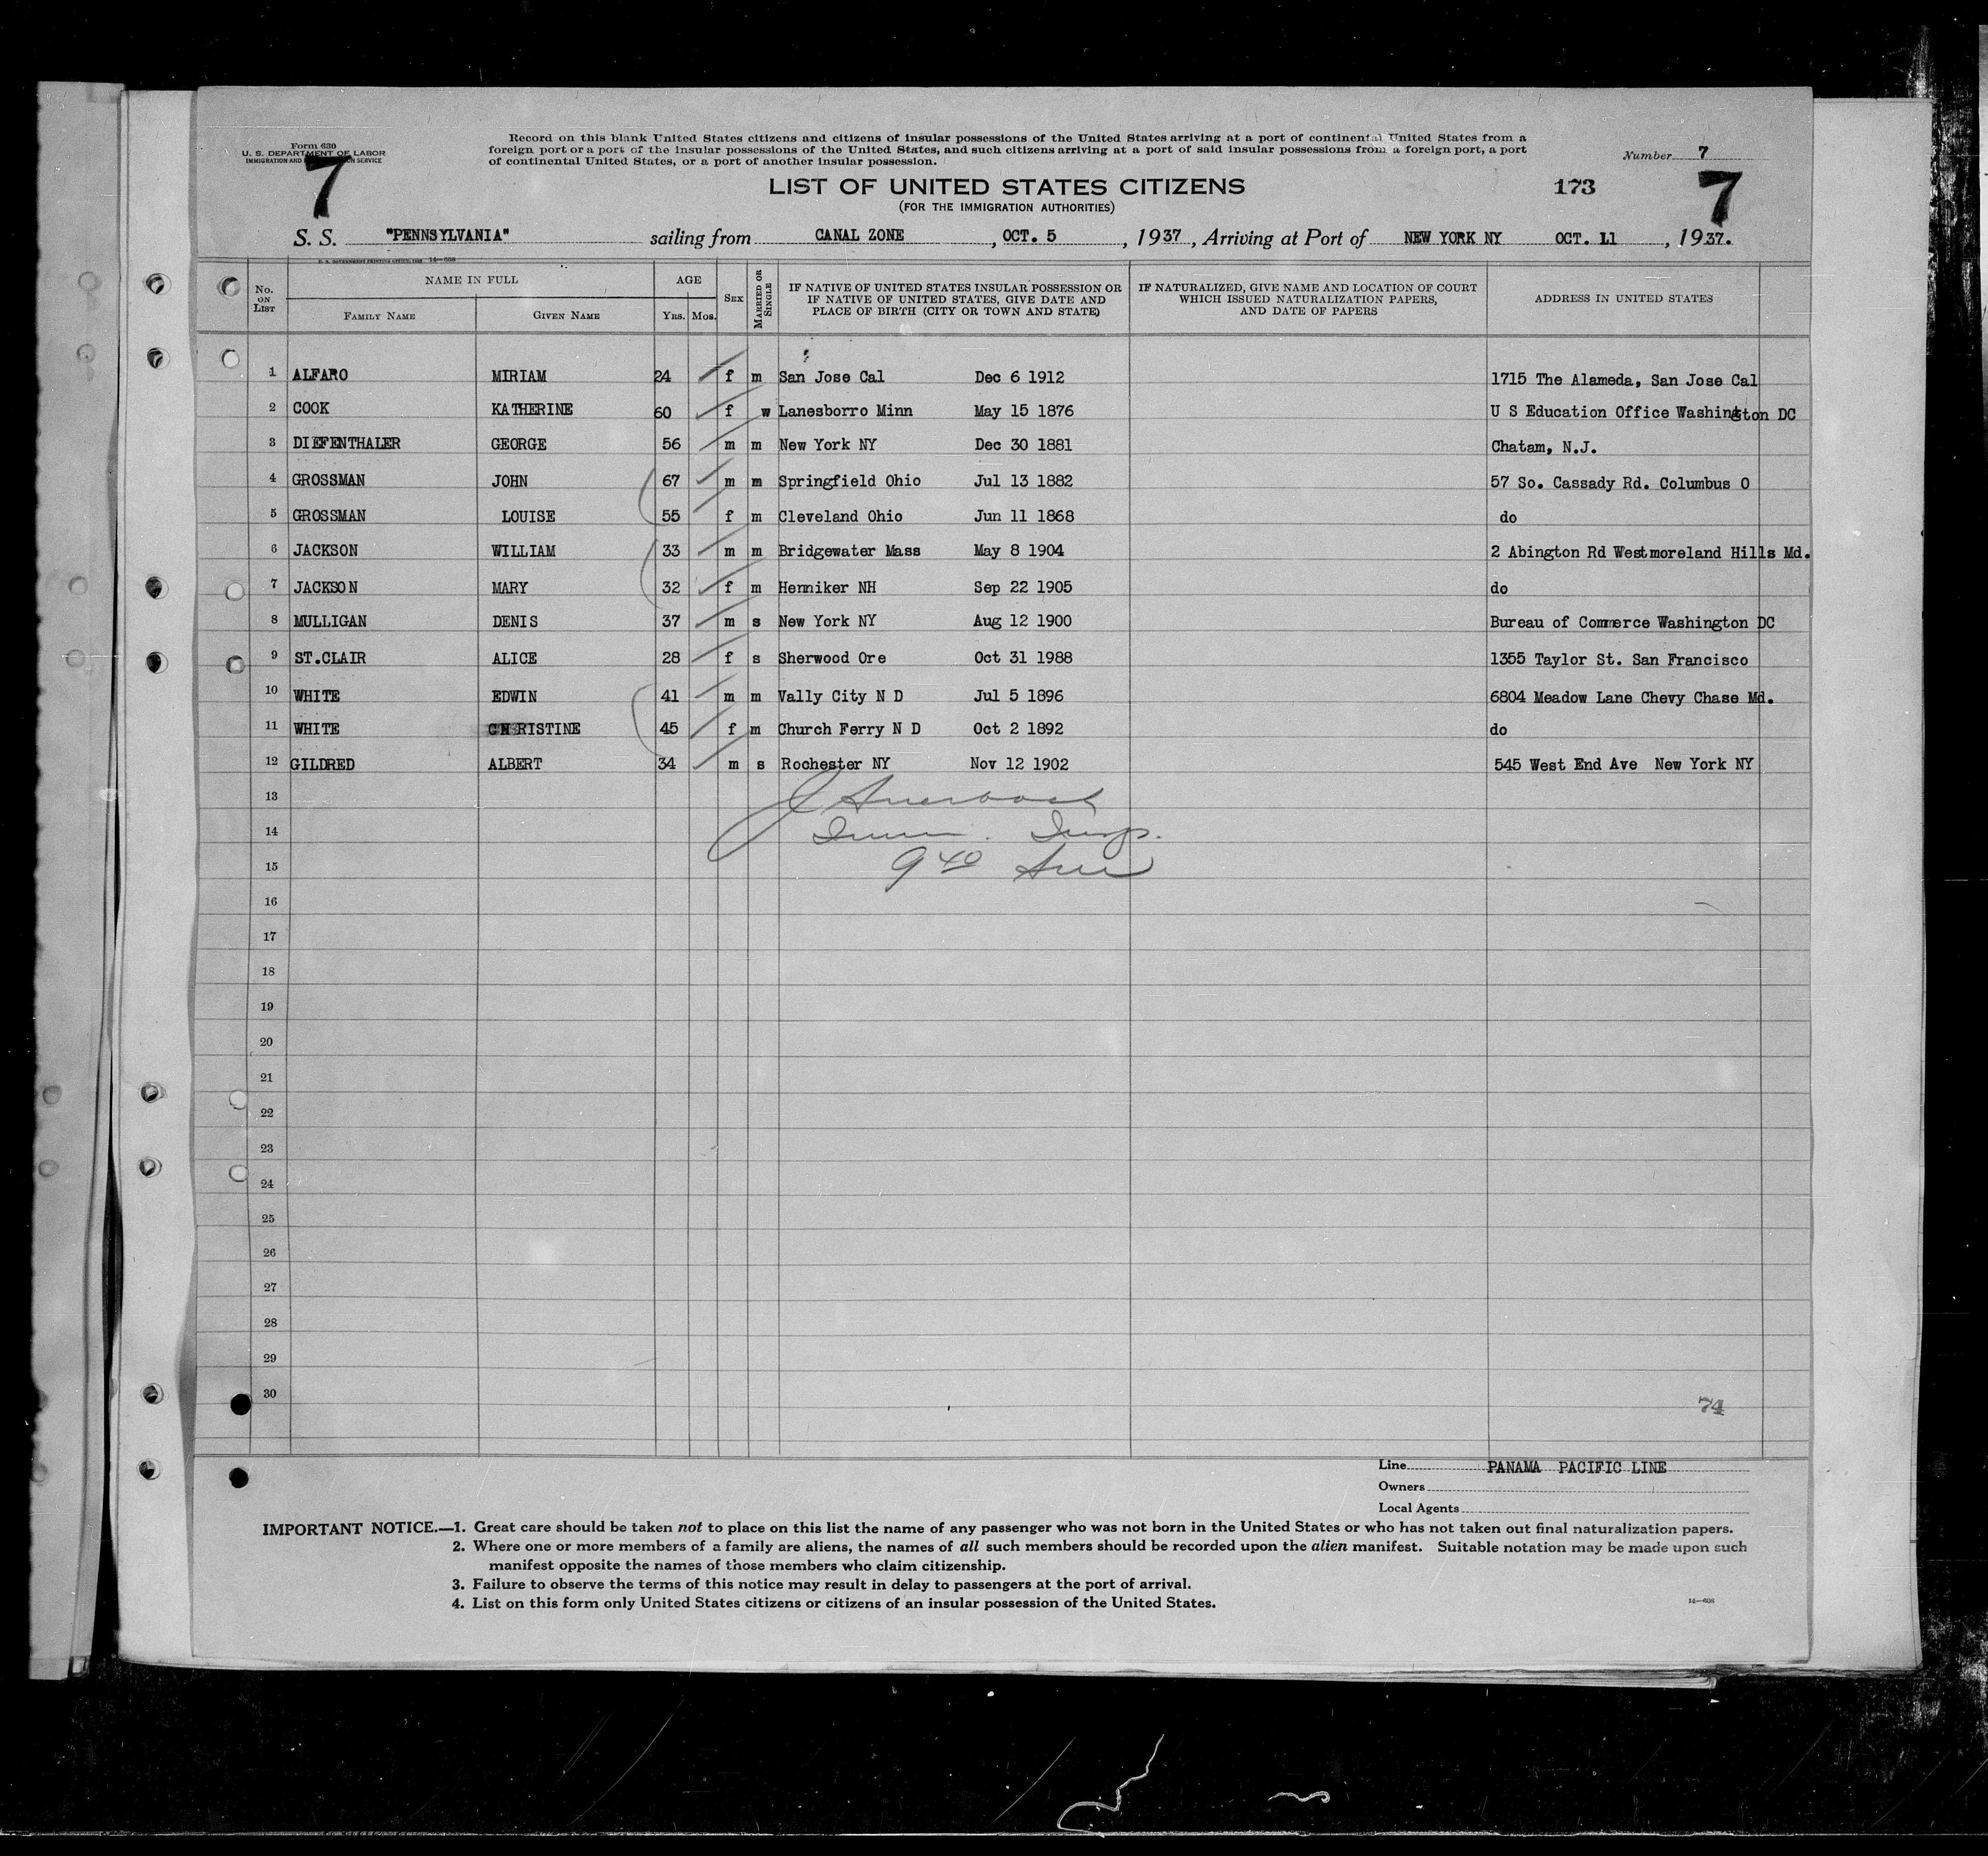 Form 630
U. S. DEPARTMENT OF LABOR
IMMIGRATION AND SERVICE
7
Record on this blank United States citizens and citizens of insular possessions of the United States arriving at a port of continental United States from a
foreign port or a port of the insular possessions of the United States, and such citizens arriving at a port of said insular possessions from a foreign port, a port
of continental United States, or a port of another insular possession.
Number 7
LIST OF UNITED STATES CITIZENS
(FOR THE IMMIGRATION AUTHORITIES)
173
7
S. S. "PENNSYLVANIA" sailing from CANAL ZONE , OCT. 5 , 1937 , Arriving at Port of NEW YORK NY OCT. 11 , 1937.
U. S. GOVERNMENT PRINTING OFFICE 14—608
No. ON LIST NAME IN FULL FAMILY NAME GIVEN NAME AGE YRS. MOS. SEX MARRIED OR SINGLE IF NATIVE OF UNITED STATES INSULAR POSSESSION OR IF NATIVE OF UNITED STATES, GIVE DATE AND PLACE OF BIRTH (CITY OR TOWN AND STATE) IF NATURALIZED, GIVE NAME AND LOCATION OF COURT WHICH ISSUED NATURALIZATION PAPERS, AND DATE OF PAPERS ADDRESS IN UNITED STATES
1 ALFARO MIRIAM 24 f m San Jose Cal Dec 6 1912 1715 The Alameda, San Jose Cal
2 COOK KATHERINE 60 f w Lanesborro Minn May 15 1876 U S Education Office Washington DC
3 DIEFENTHALER GEORGE 56 m m New York NY Dec 30 1881 Chatam, N.J.
4 GROSSMAN JOHN 67 m m Springfield Ohio Jul 13 1882 57 So. Cassady Rd. Columbus O
5 GROSSMAN LOUISE 55 f m Cleveland Ohio Jun 11 1868 do
6 JACKSON WILLIAM 33 m m Bridgewater Mass May 8 1904 2 Abington Rd Westmoreland Hills Md.
7 JACKSON MARY 32 f m Henniker NH Sep 22 1905 do
8 MULLIGAN DENIS 37 m s New York NY Aug 12 1900 Bureau of Commerce Washington DC
9 ST.CLAIR ALICE 28 f s Sherwood Ore Oct 31 1988 1355 Taylor St. San Francisco
10 WHITE EDWIN 41 m m Vally City N D Jul 5 1896 6804 Meadow Lane Chevy Chase Md.
11 WHITE CHRISTINE 45 f m Church Ferry N D Oct 2 1892 do
12 GILDRED ALBERT 34 m s Rochester NY Nov 12 1902 545 West End Ave New York NY
13 J Auerbach
14 Imm. Insp.
15 9 40 Am
16
17
18
19
20
21
22
23
24
25
26
27
28
29
30
74
Line PANAMA PACIFIC LINE
Owners
Local Agents
IMPORTANT NOTICE.—1. Great care should be taken not to place on this list the name of any passenger who was not born in the United States or who has not taken out final naturalization papers.
2. Where one or more members of a family are aliens, the names of all such members should be recorded upon the alien manifest. Suitable notation may be made upon such
manifest opposite the names of those members who claim citizenship.
3. Failure to observe the terms of this notice may result in delay to passengers at the port of arrival.
4. List on this form only United States citizens or citizens of an insular possession of the United States.
14—608